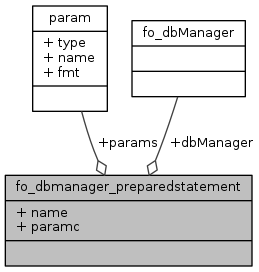 param
+ type
+ name
+ fmt
fo_dbManager
+params
+dbManager
fo_dbmanager_preparedstatement
+ name
+ paramc